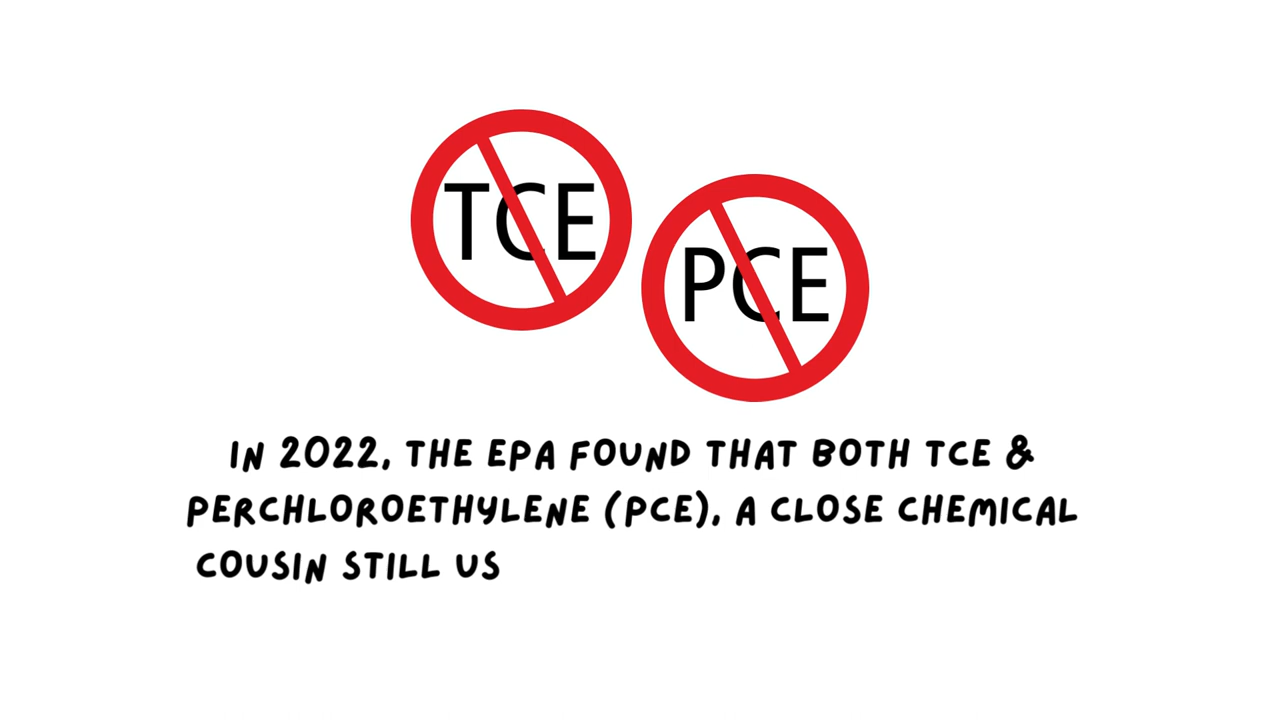 TCE
PCE
IN 2022, THE EPA FOUND THAT BOTH TCE &
PERCHLOROETHYLENE (PCE), A CLOSE CHEMICAL
COUSIN STILL US